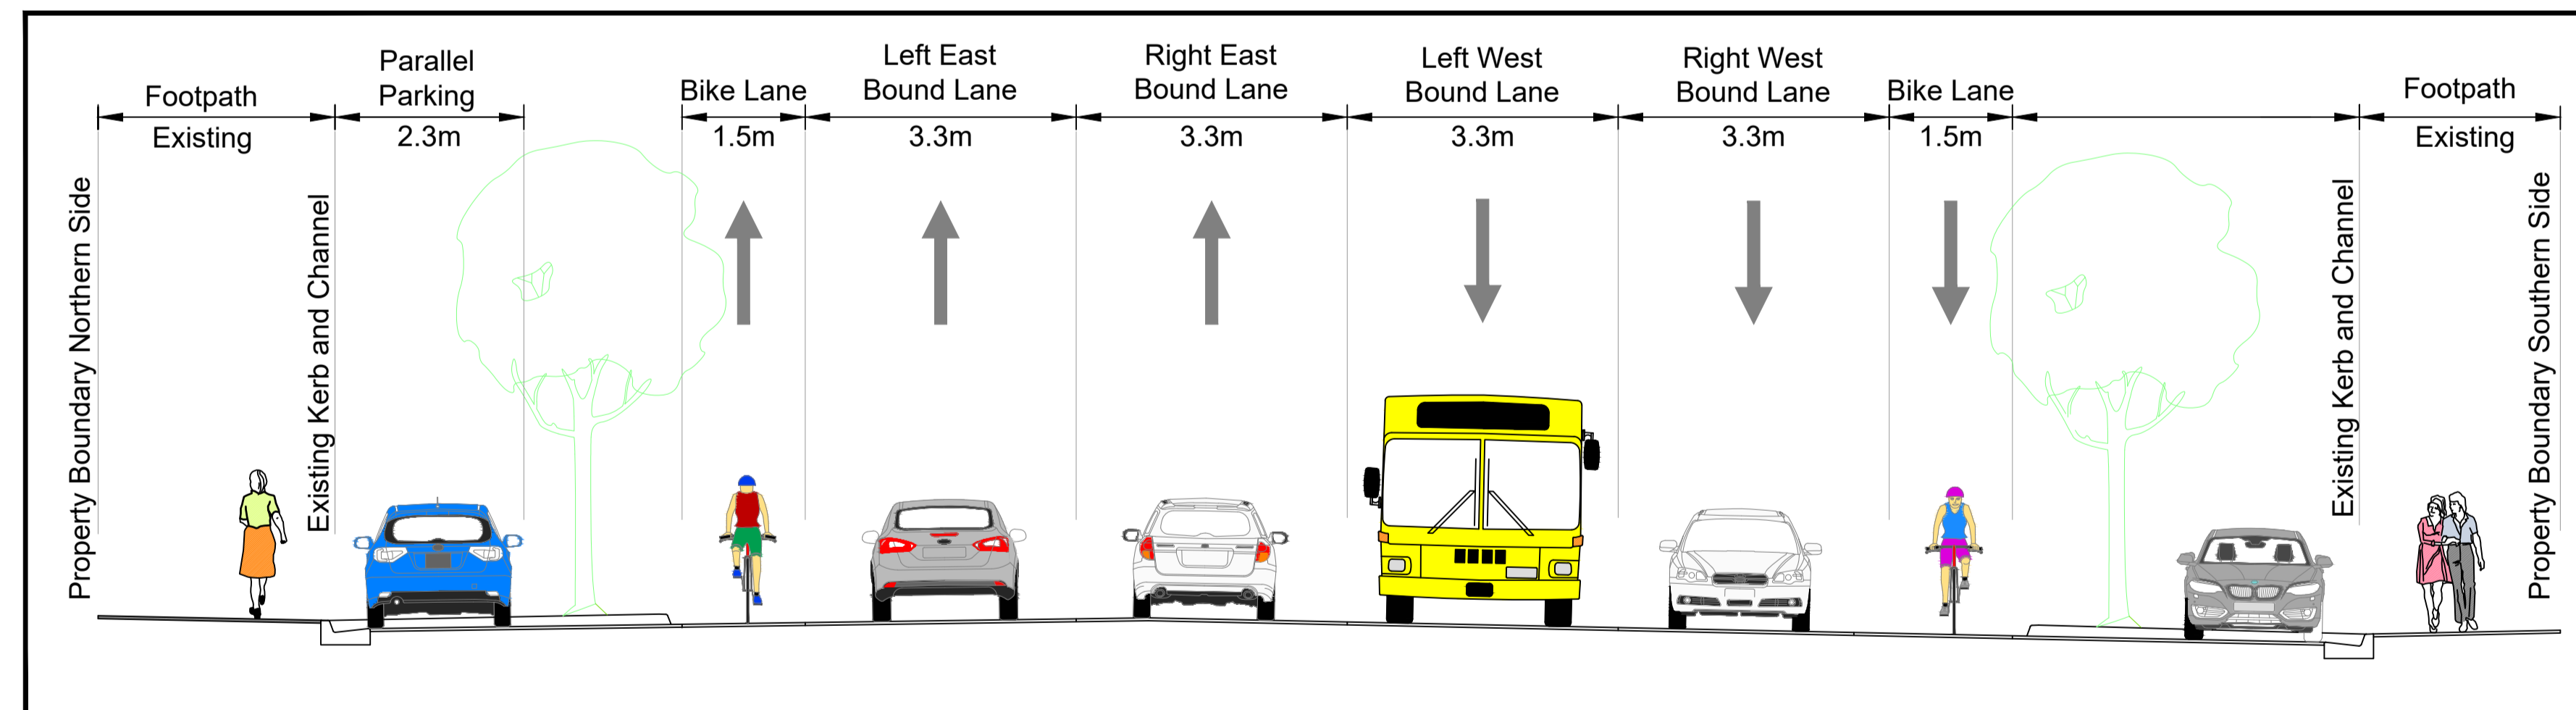 Footpath
Existing
Parallel
Parking
2.3m
Bike Lane
1.5m
Left East
Bound Lane
3.3m
Right East
Bound Lane
3.3m
Left West
Bound Lane
3.3m
Right West
Bound Lane
3.3m
Bike Lane
1.5m
Footpath
Existing
Property Boundary Northern Side
Existing Kerb and Channel
Existing Kerb and Channel
Property Boundary Southern Side